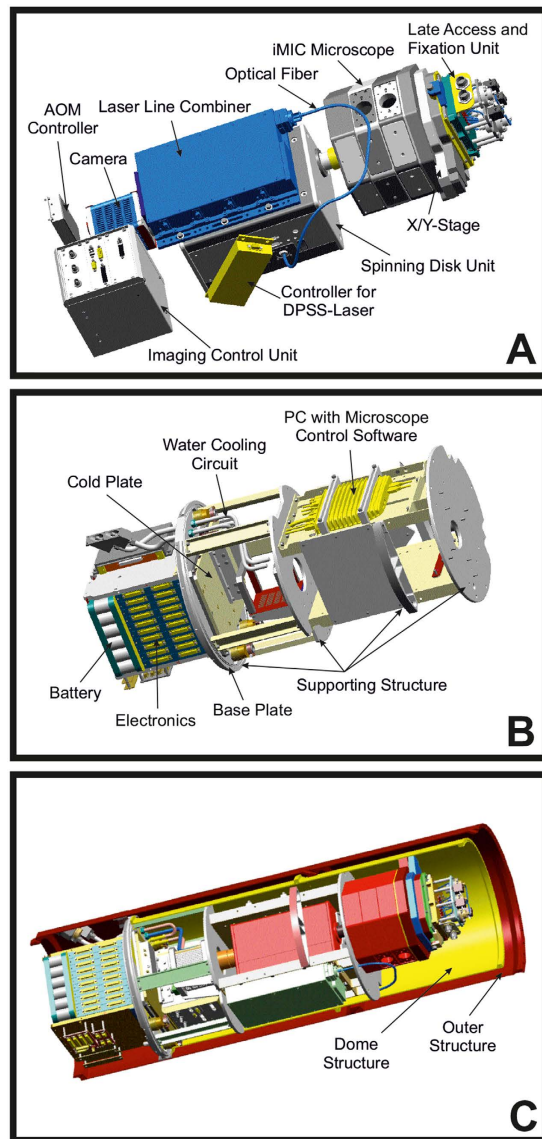 Late Access and
Fixation Unit
iMIC Microscope
Optical Fiber
AOM
Controller
Laser Line Combiner
Camera
X/Y-Stage
Spinning Disk Unit
Controller for
DPSS-Laser
Imaging Control Unit
A
PC with Microscope
Control Software
Water Cooling
Circuit
Cold Plate
Battery
Supporting Structure
Base Plate
Electronics
B
Dome
Structure
Outer
Structure
C